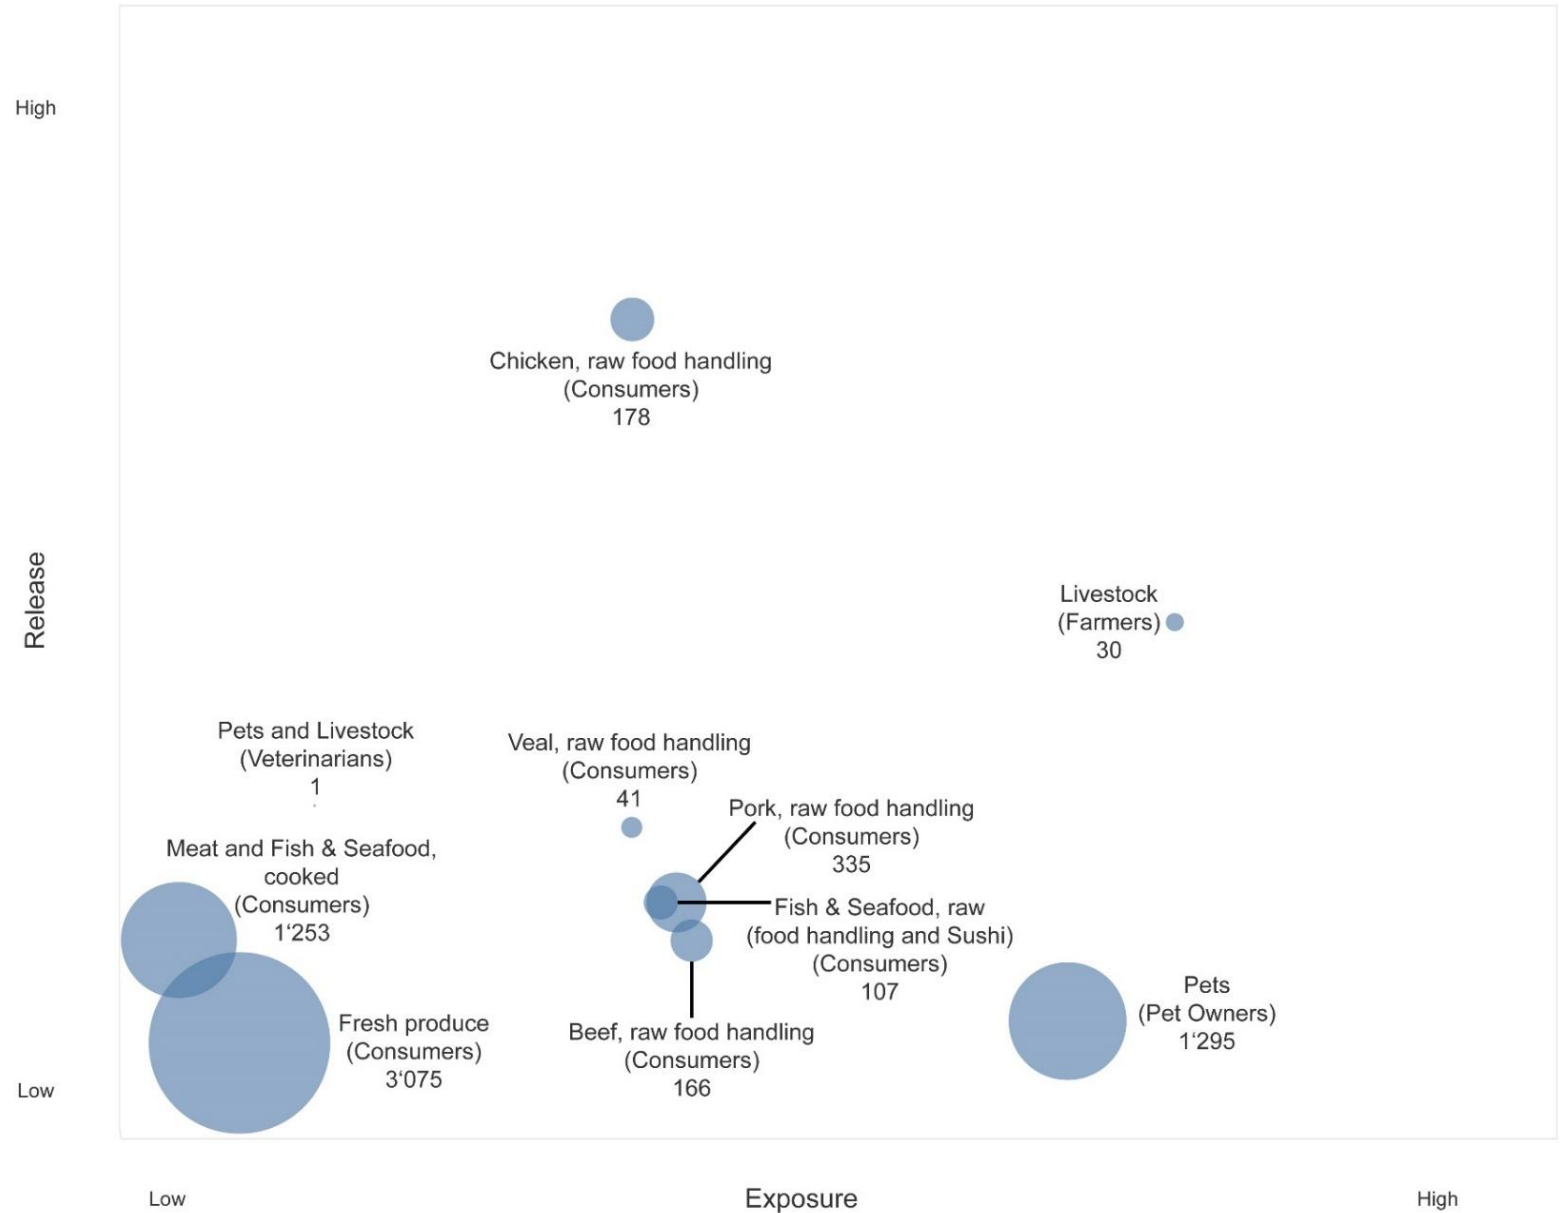 High
Chicken, raw food handling
(Consumers)
178
Livestock
(Farmers)
30
Release
Pets and Livestock
(Veterinarians)
1
Veal, raw food handling
(Consumers)
41
Pork, raw food handling
(Consumers)
335
Meat and Fish & Seafood,
cooked
(Consumers)
1‘253
Fish & Seafood, raw
(food handling and Sushi)
(Consumers)
107
Pets
(Pet Owners)
1‘295
Fresh produce
(Consumers)
3‘075
Beef, raw food handling
(Consumers)
166
Low
Low
Exposure
High